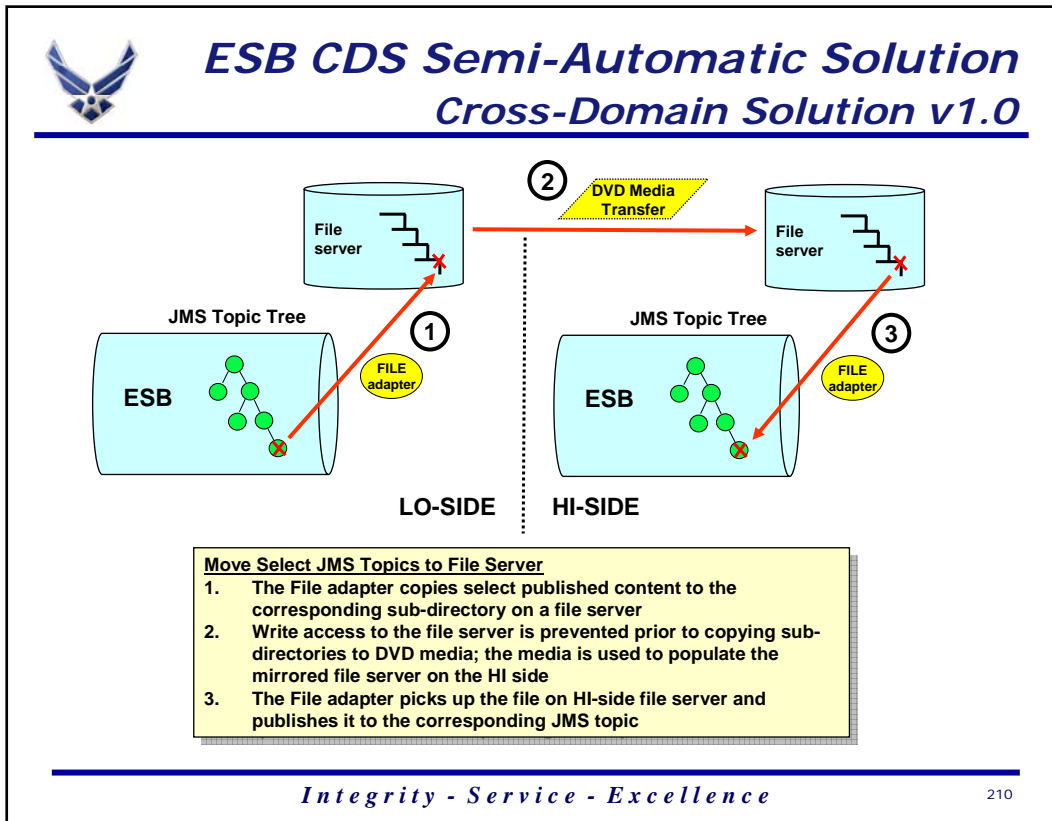 ESB CDS Semi-Automatic Solution
Cross-Domain Solution v1.0
2
DVD Media
Transfer
File
server
File
server
JMS Topic Tree
1
FILE
adapter
ESB
JMS Topic Tree
3
FILE
adapter
ESB
LO-SIDE
HI-SIDE
Move Select JMS Topics to File Server
1. The File adapter copies select published content to the
corresponding sub-directory on a file server
2. Write access to the file server is prevented prior to copying sub-
directories to DVD media; the media is used to populate the
mirrored file server on the HI side
3. The File adapter picks up the file on HI-side file server and
publishes it to the corresponding JMS topic
Integrity - Service - Excellence
210